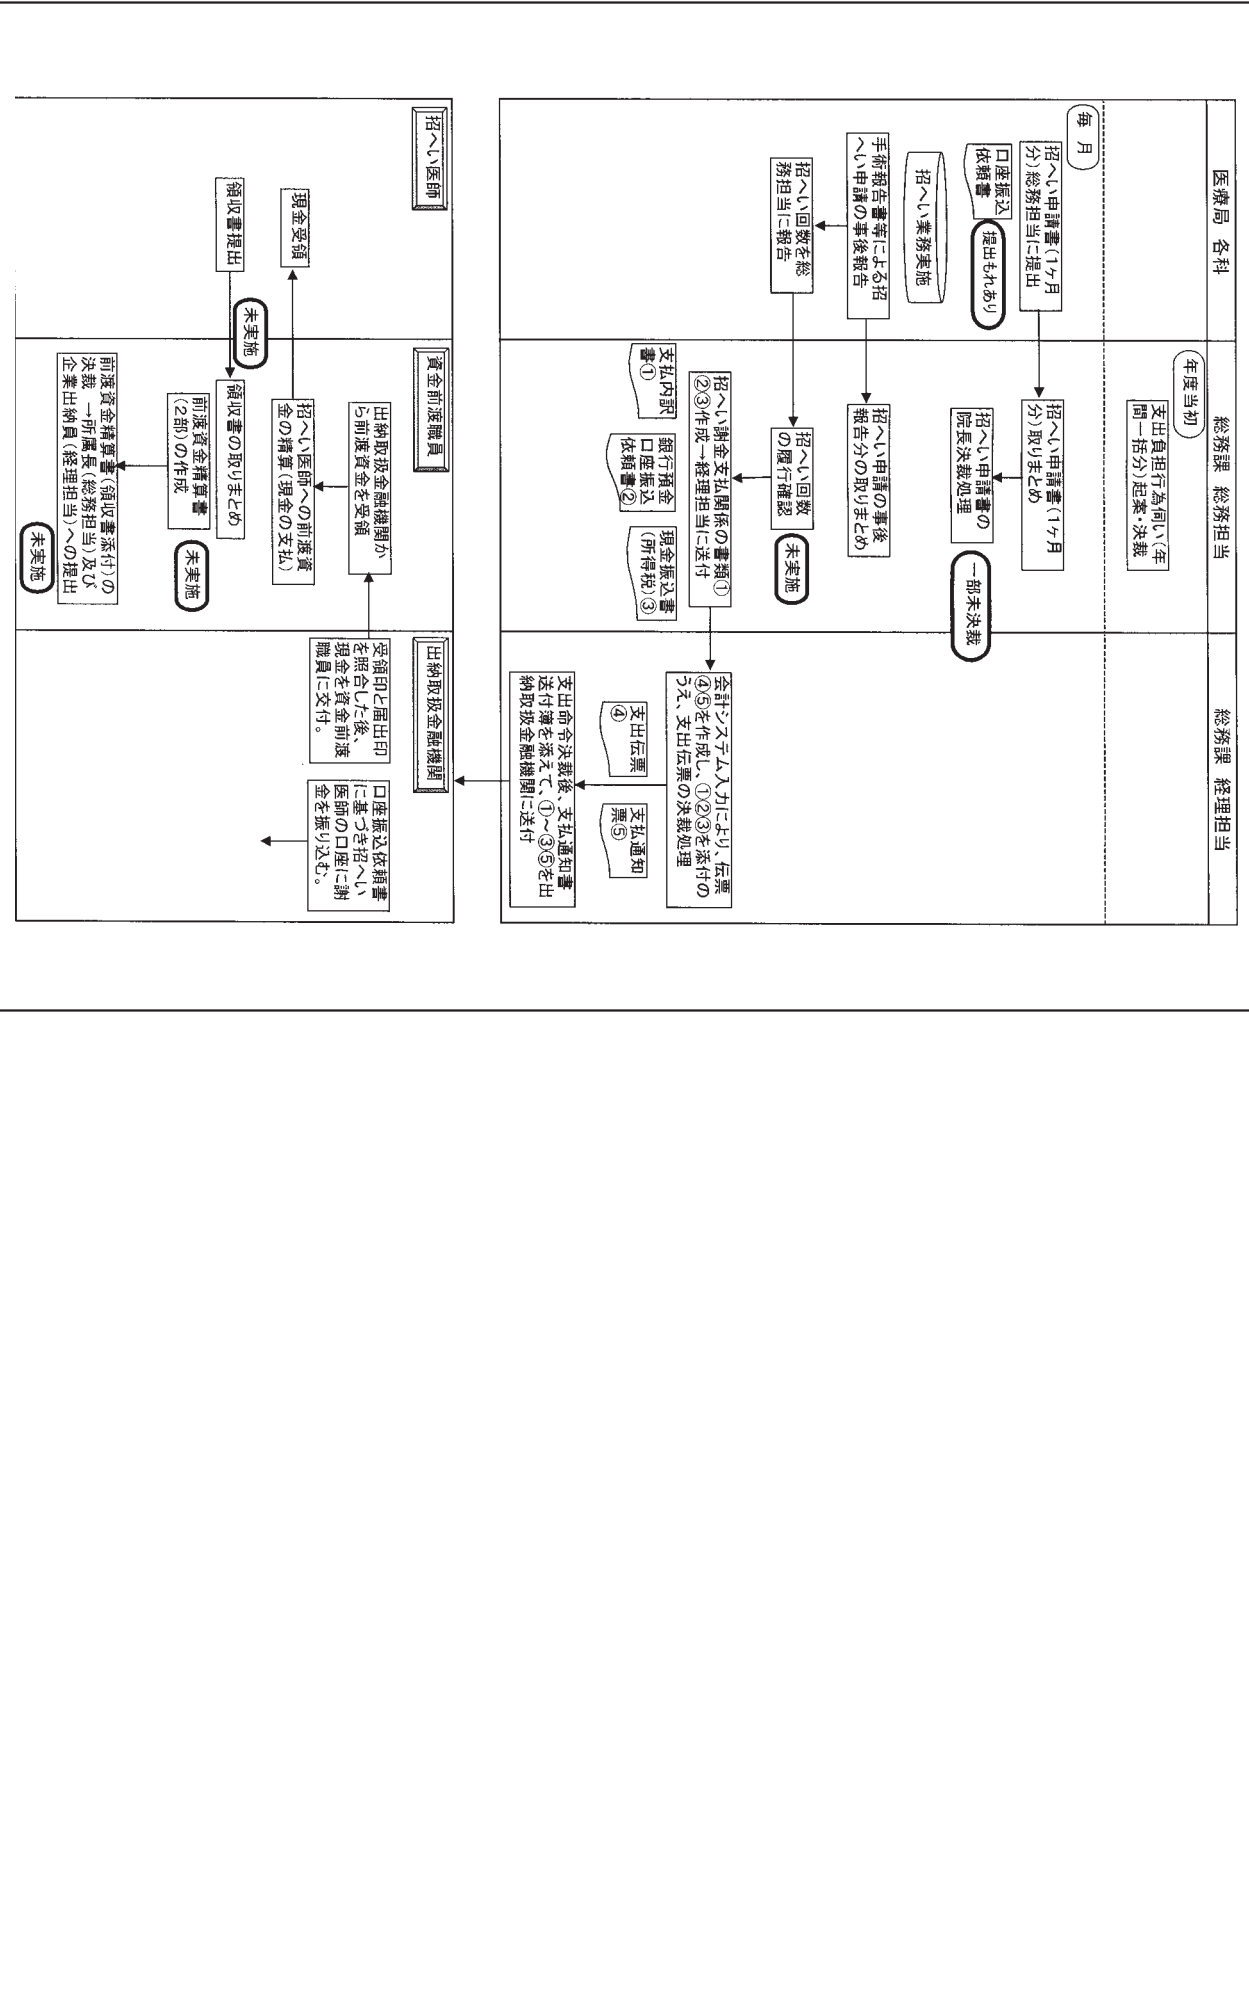 医療局 各科
総務課 総務担当
総務課 経理担当
年度当初
支出負担行為伺い(年
間一括分)起案・決裁
毎 月
招へい申請書(1ヶ月
分)総務担当に提出
招へい申請書(1ヶ月
分)取りまとめ
口座振込
依頼書
提出もれあり
招へい申請書の
院長決裁処理
一部未決裁
招へい業務実施
手術報告書等による招
へい申請の事後報告
招へい申請の事後
報告分の取りまとめ
招へい回数を総
務担当に報告
招へい回数
の履行確認
未実施
招へい謝金支払関係の書類①
②③作成→経理担当に送付
支払内訳
書①
銀行預金
口座振込
依頼書②
現金振込書
(所得税)③
会計システム入力により、伝票
④⑤を作成し、①②③を添付の
うえ、支出伝票の決裁処理
支出伝票
④
支払通知
票⑤
支出命令決裁後、支払通知書
送付簿を添えて、①~③⑤を出
納取扱金融機関に送付
招へい医師
資金前渡職員
出納取扱金融機関
受領印と届出印
を照合した後、
現金を資金前渡
職員に交付。
口座振込依頼書
に基づき招へい
医師の口座に謝
金を振り込む。
出納取扱金融機関か
ら前渡資金を受領
招へい医師への前渡資
金の精算(現金の支払)
現金受領
領収書提出
未実施
領収書の取りまとめ
前渡資金精算書
(2部)の作成
未実施
前渡資金精算書(領収書添付)の
決裁 →所属長(総務担当)及び
企業出納員(経理担当)への提出
未実施